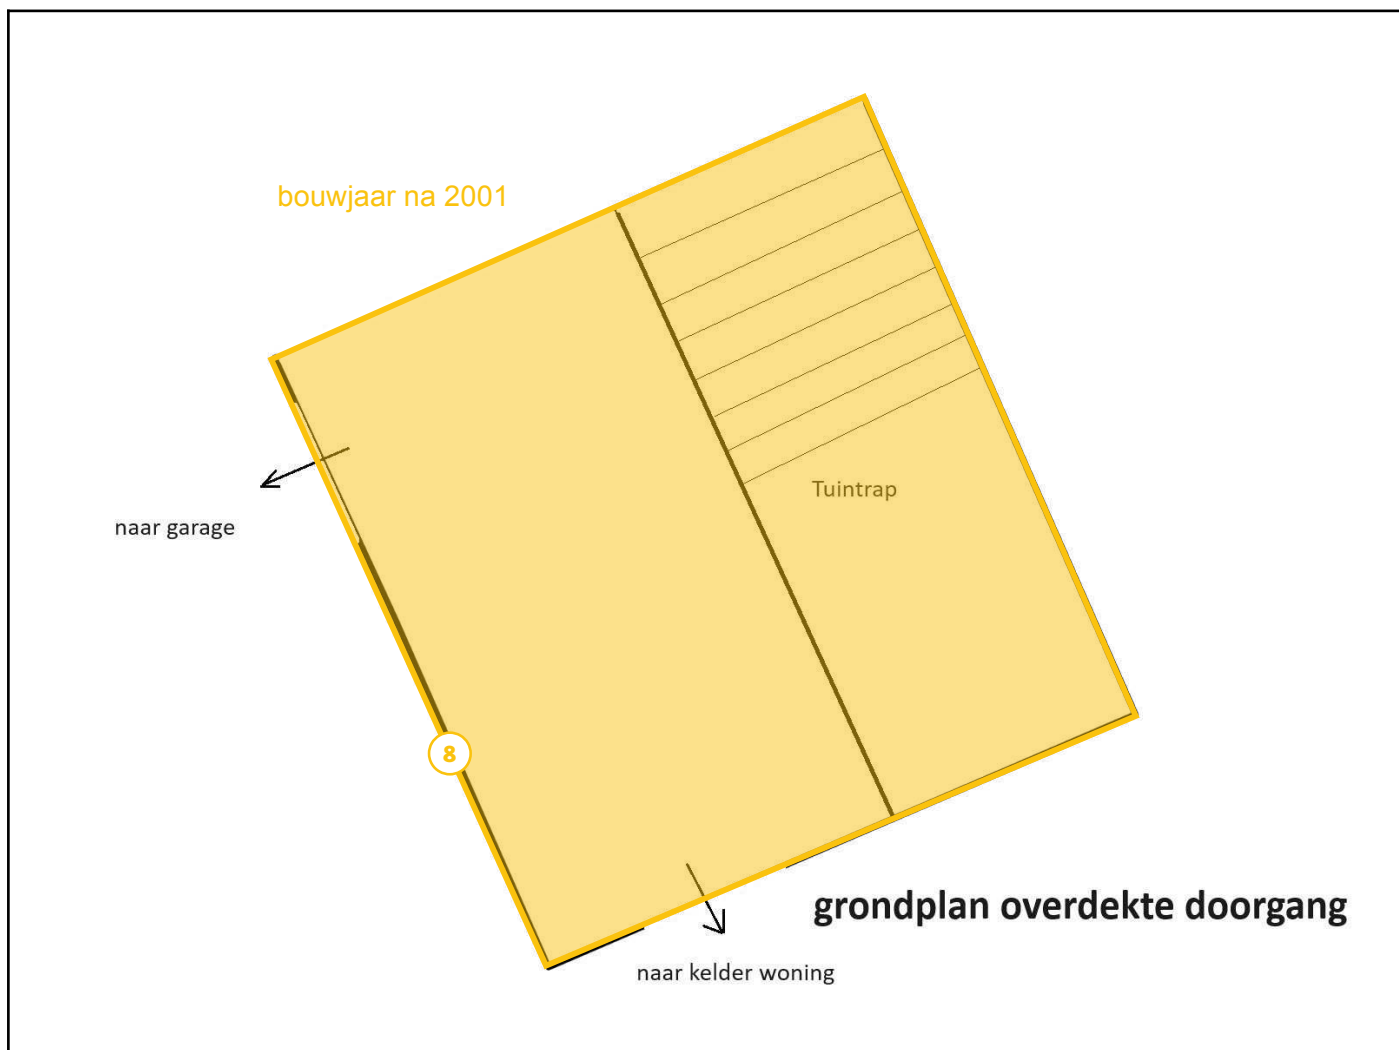 bouwjaar na 2001
Tuintrap
naar garage
8
grondplan overdekte doorgang
naar kelder woning